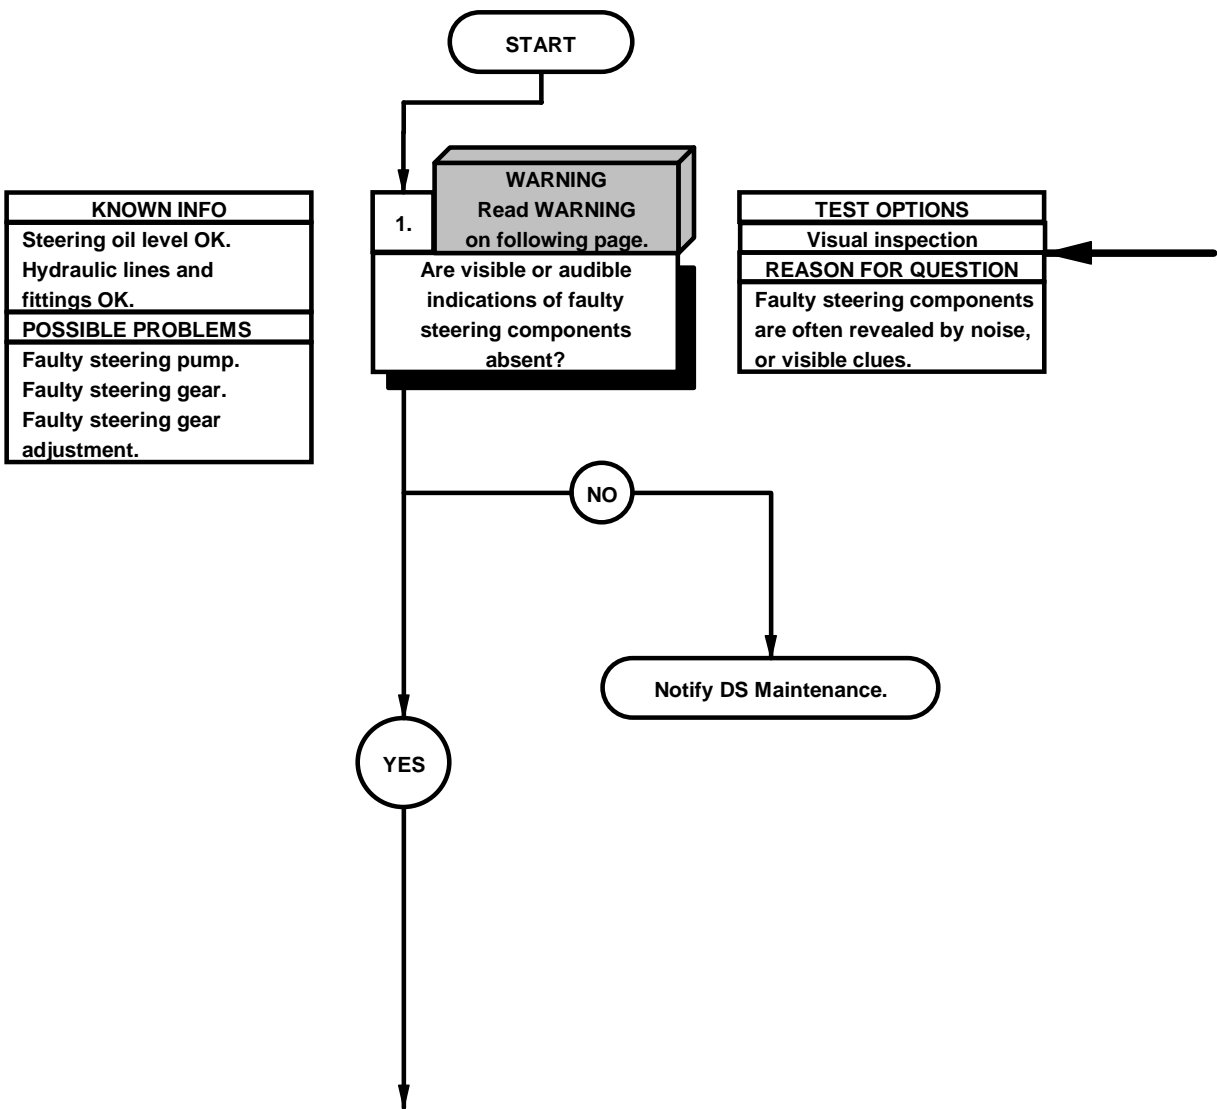 START
KNOWN INFO
Steering oil level OK.
Hydraulic lines and
fittings OK.
POSSIBLE PROBLEMS
Faulty steering pump.
Faulty steering gear.
Faulty steering gear
adjustment.
1.
WARNING
Read WARNING
on following page.
Are visible or audible
indications of faulty
steering components
absent?
TEST OPTIONS
Visual inspection
REASON FOR QUESTION
Faulty steering components
are often revealed by noise,
or visible clues.
NO
Notify DS Maintenance.
YES